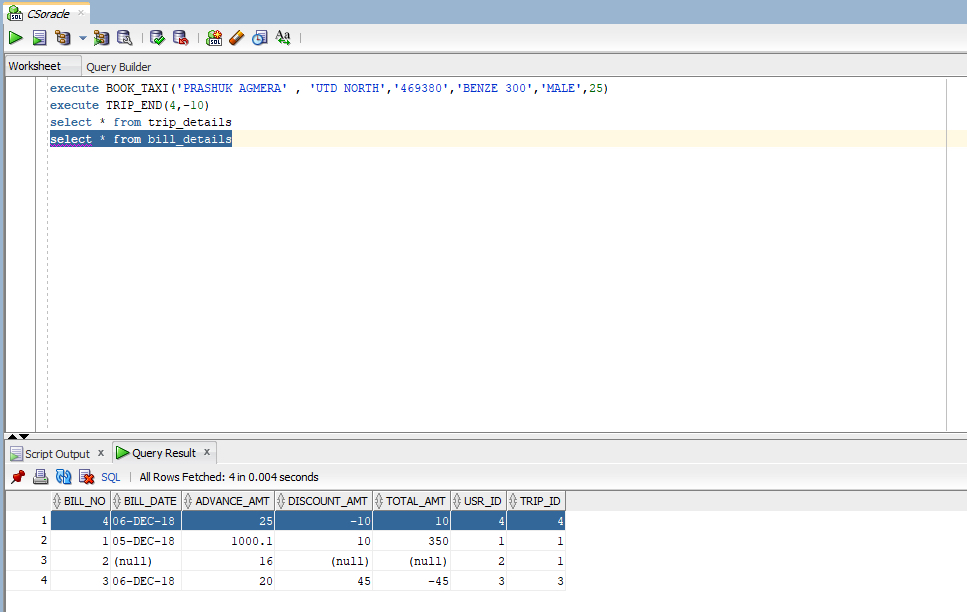 CSoracle
Worksheet Query Builder
execute BOOK_TAXI('PRASHUK AGMERA' , 'UTD NORTH','469380','BENZE 300','MALE',25)
execute TRIP_END(4,-10)
select * from trip_details
select * from bill_details
Script Output x Query Result x
SQL All Rows Fetched: 4 in 0.004 seconds
BILL_NO BILL_DATE ADVANCE_AMT DISCOUNT_AMT TOTAL_AMT USR_ID TRIP_ID
1 4 06-DEC-18 25 -10 10 4 4
2 1 05-DEC-18 1000.1 10 350 1 1
3 2 (null) 16 (null) (null) 2 1
4 3 06-DEC-18 20 45 -45 3 3